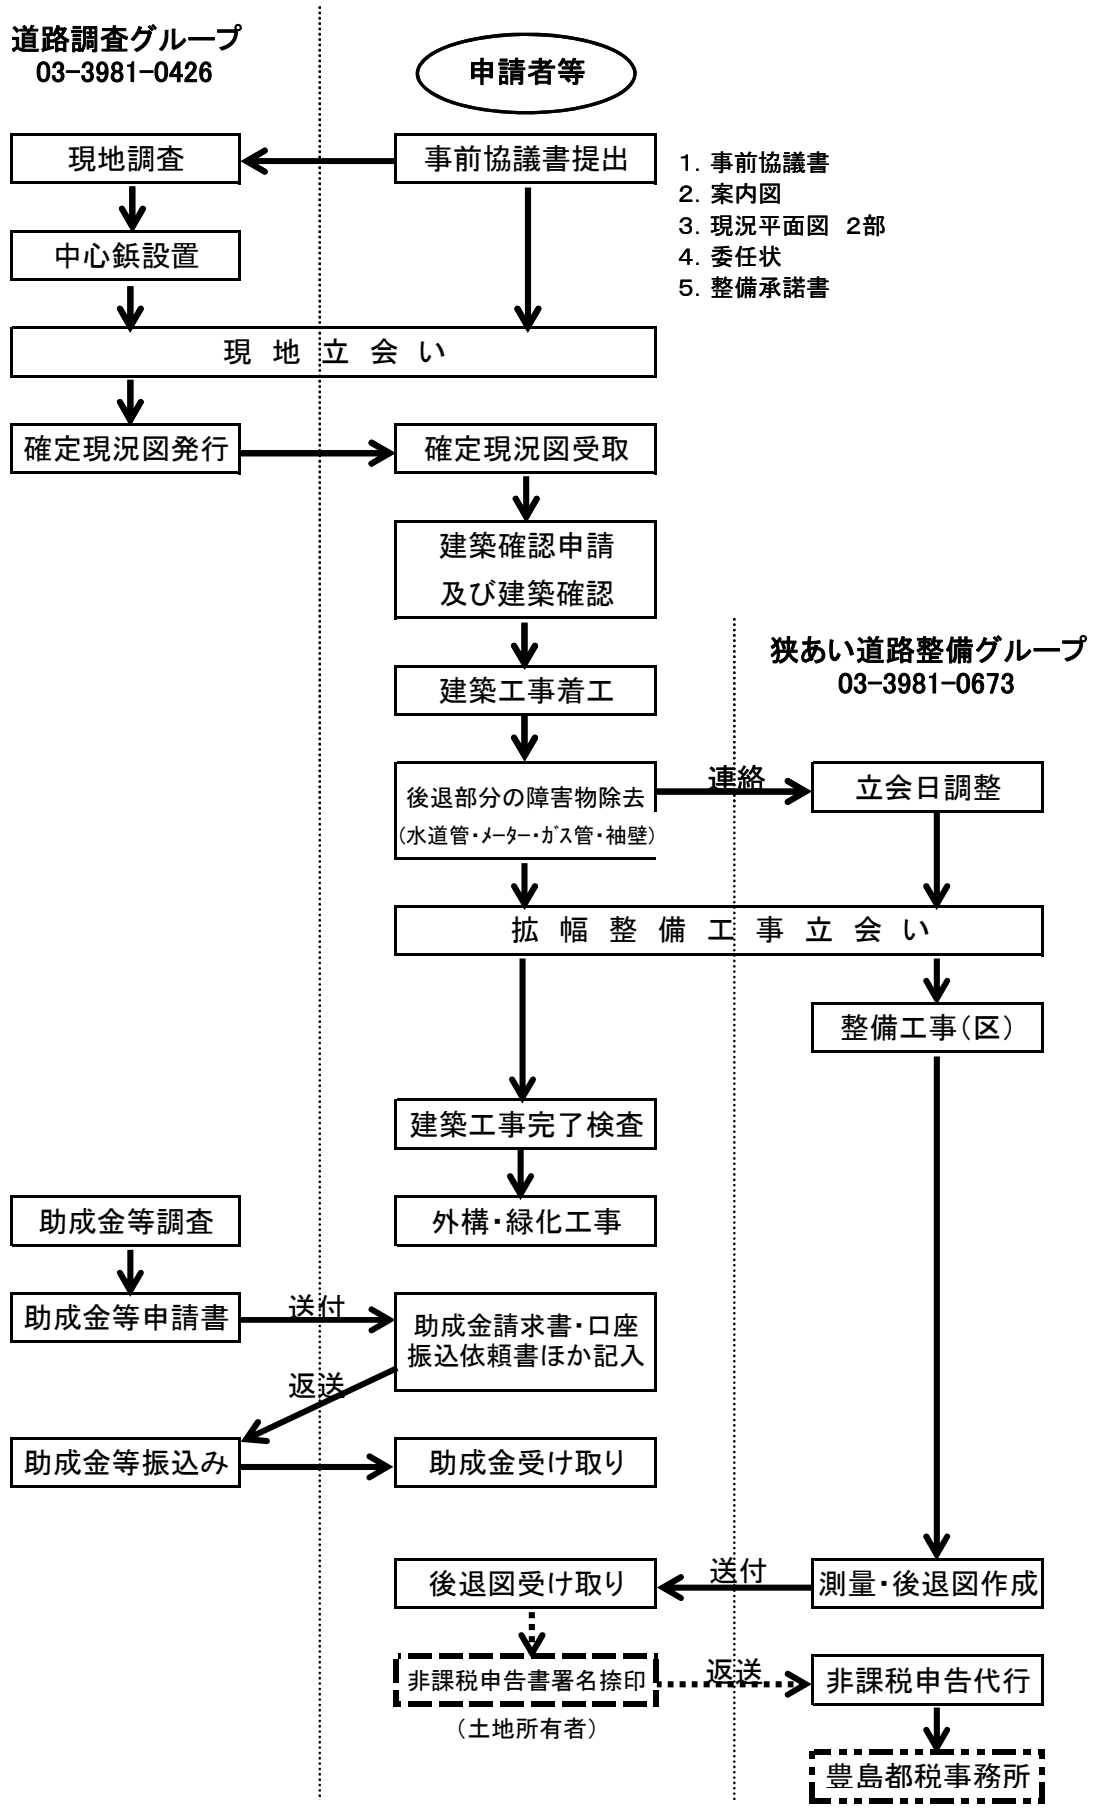 道路調査グループ
03-3981-0426
申請者等
現地調査
事前協議書提出
1. 事前協議書
2. 案内図
3. 現況平面図　2部
4. 委任状
5. 整備承諾書
中心鋲設置
現　地　立　会　い
確定現況図発行
確定現況図受取
建築確認申請
及び建築確認
狭あい道路整備グループ
03-3981-0673
建築工事着工
後退部分の障害物除去
(水道管・ﾒｰﾀｰ・ｶﾞｽ管・袖壁)
連絡
立会日調整
拡　幅　整　備　工　事　立　会　い
整備工事(区)
建築工事完了検査
助成金等調査
外構・緑化工事
助成金等申請書
送付
助成金請求書・口座
振込依頼書ほか記入
返送
助成金等振込み
助成金受け取り
後退図受け取り
送付
測量・後退図作成
非課税申告書署名捺印
返送
非課税申告代行
(土地所有者)
豊島都税事務所